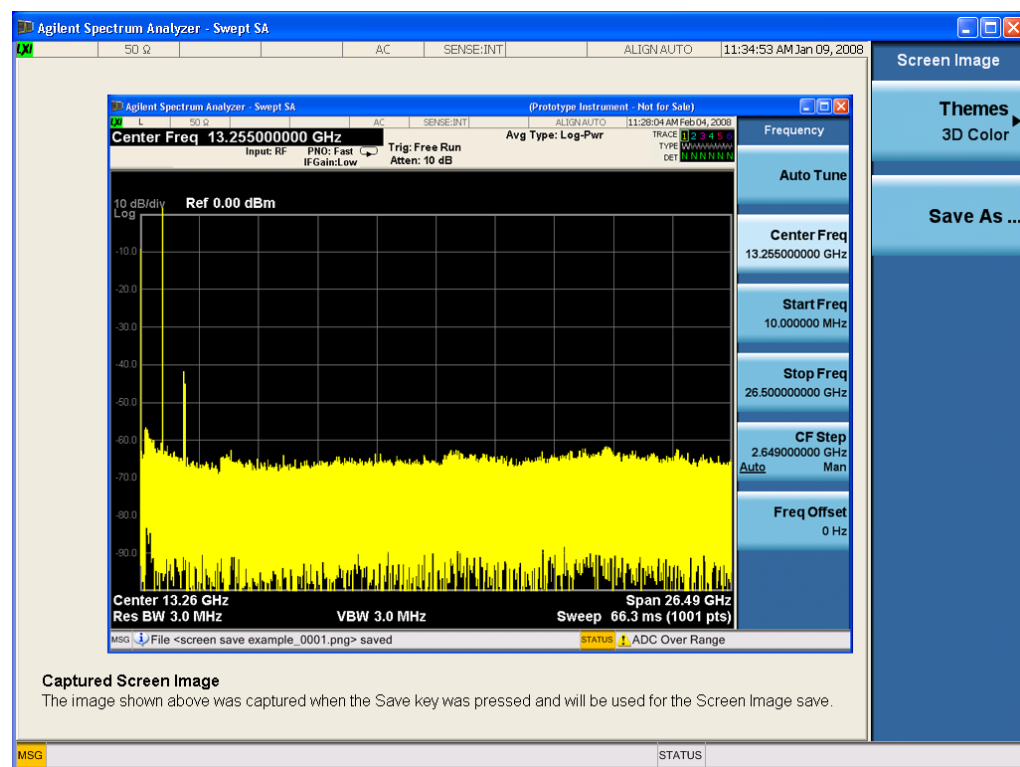 Agilent Spectrum Analyzer - Swept SA
LXI 50 Ω AC SENSE:INT ALIGN AUTO 11:34:53 AM Jan 09, 2008
Screen Image
Themes
3D Color
Save As ...
Agilent Spectrum Analyzer - Swept SA (Prototype Instrument - Not for Sale)
LXI L 50 Ω AC SENSE:INT ALIGN AUTO 11:28:04 AM Feb 04, 2008
Center Freq 13.255000000 GHz
Input: RF PNO: Fast
IFGain:Low
Trig: Free Run
Atten: 10 dB
Avg Type: Log-Pwr
TRACE 1 2 3 4 5 6
TYPE WWWWWW
DET N N N N N N
10 dB/div Ref 0.00 dBm
Log
-10.0
-20.0
-30.0
-40.0
-50.0
-60.0
-70.0
-80.0
-90.0
Center 13.26 GHz Span 26.49 GHz
Res BW 3.0 MHz VBW 3.0 MHz Sweep 66.3 ms (1001 pts)
MSG File <screen save example_0001.png> saved STATUS ADC Over Range
Frequency
Auto Tune
Center Freq
13.255000000 GHz
Start Freq
10.000000 MHz
Stop Freq
26.500000000 GHz
CF Step
2.649000000 GHz
Auto Man
Freq Offset
0 Hz
Captured Screen Image
The image shown above was captured when the Save key was pressed and will be used for the Screen Image save.
MSG STATUS